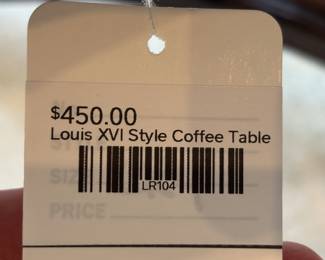 $450.00
Louis XVI Style Coffee Table
LR104
SIZE
PRICE